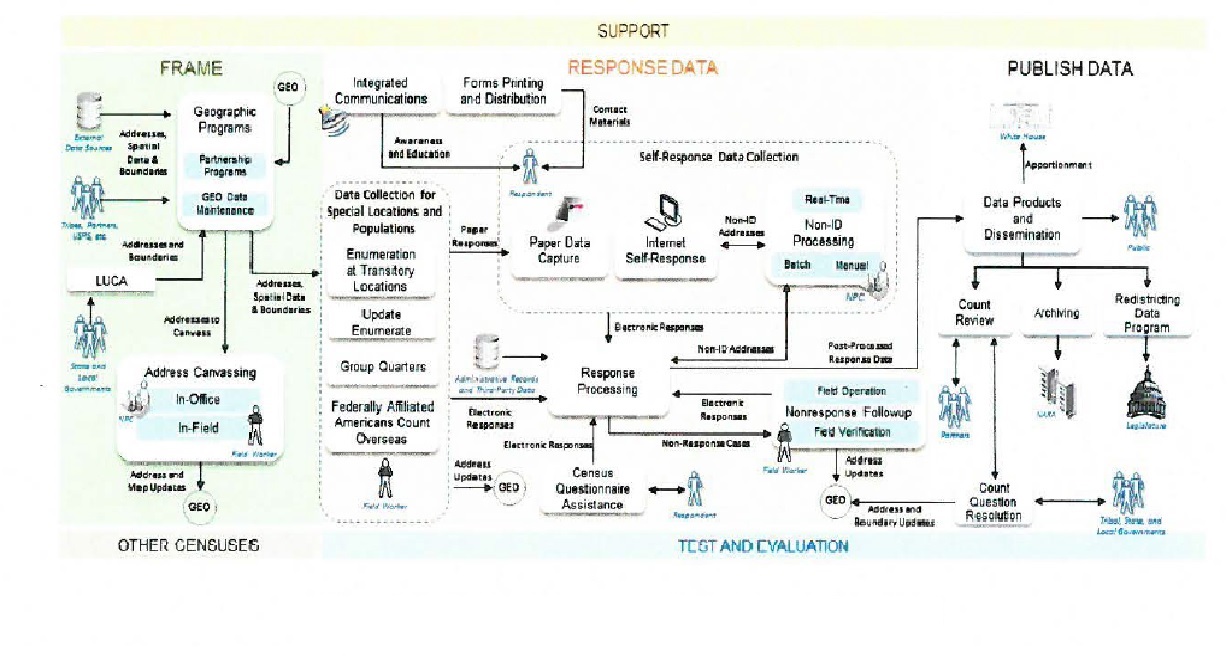 SUPPORT
FRAME
GEO
Geographic
Programs
Partnership
Programs
GEO Data
Maintenance
External
Data Sources
Addresses,
Spatial
Data &
Boundaries
Tribes, Partners,
Addresses and
Boundaries
LUCA
State and
Local
Governments
Addresses to
Canvass
Addresses,
Spatial Data
& Boundaries
Address Canvassing
In-Office
In-Field
NPC
Field Worker
Address and
Map Updates
GEO
OTHER CENSUSES
RESPONSE DATA
Integrated
Communications
Forms Printing
and Distribution
Contact
Materials
Awareness
and Education
Respondent
Self-Response Data Collection
Paper Data
Capture
Internet
Self-Response
Non-ID
Addresses
Real-Time
Non-ID
Processing
Batch
Manual
NPC
Data Collection for
Special Locations and
Populations
Enumeration
at Transitory
Locations
Update
Enumerate
Group Quarters
Federally Affiliated
Americans Count
Overseas
Field Worker
Paper
Responses
Electronic Responses
Non-ID Addresses
Post-Processed
Response Data
Administrative Records
and Third-Party Data
Response
Processing
Electronic
Responses
Electronic Responses
Electronic
Responses
Non-Response Cases
Field Operation
Nonresponse Followup
Field Verification
Field Worker
Address
Updates
GEO
Census
Questionnaire
Assistance
Respondent
Address
Updates
GEO
Address and
Boundary Updates
TEST AND EVALUATION
PUBLISH DATA
White House
Apportionment
Data Products
and
Dissemination
Public
Count
Review
Archiving
Redistricting
Data
Program
Partners
Legislature
Count
Question
Resolution
Tribal, State, and
Local Governments